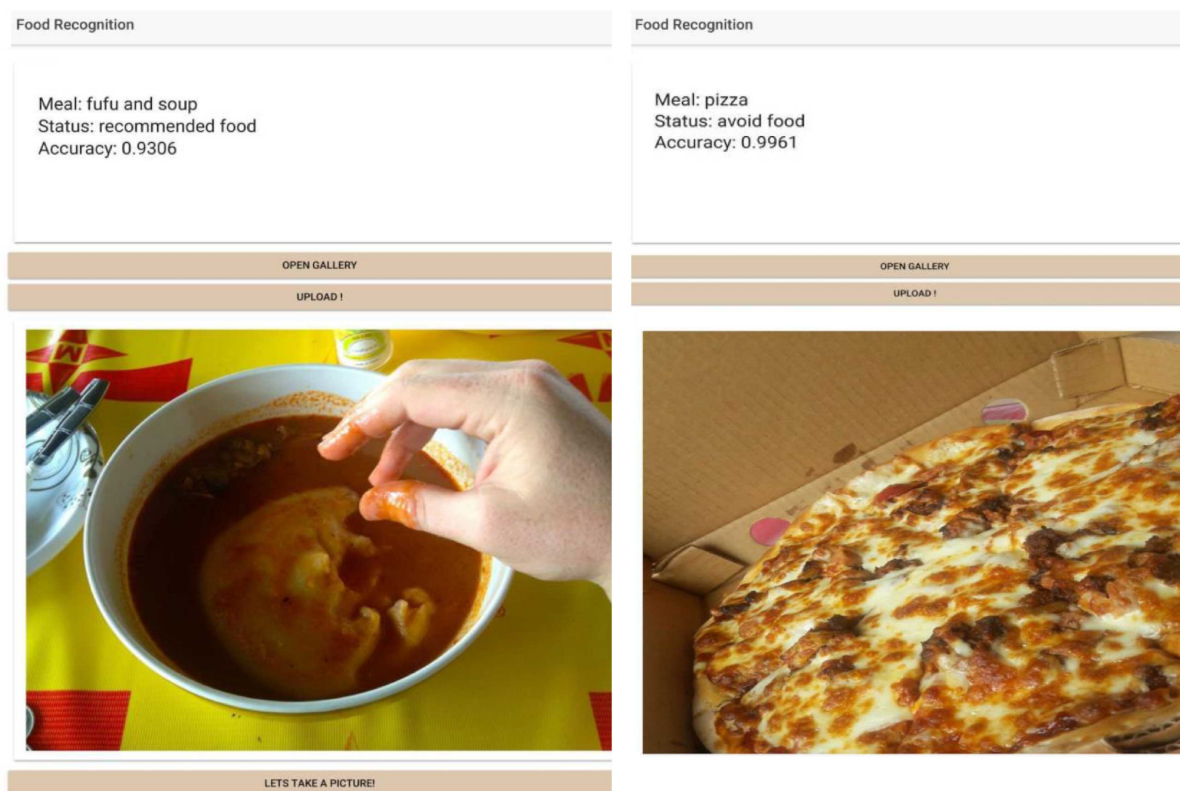 Food Recognition
Meal: fufu and soup
Status: recommended food
Accuracy: 0.9306
OPEN GALLERY
UPLOAD !
LETS TAKE A PICTURE!
Food Recognition
Meal: pizza
Status: avoid food
Accuracy: 0.9961
OPEN GALLERY
UPLOAD !